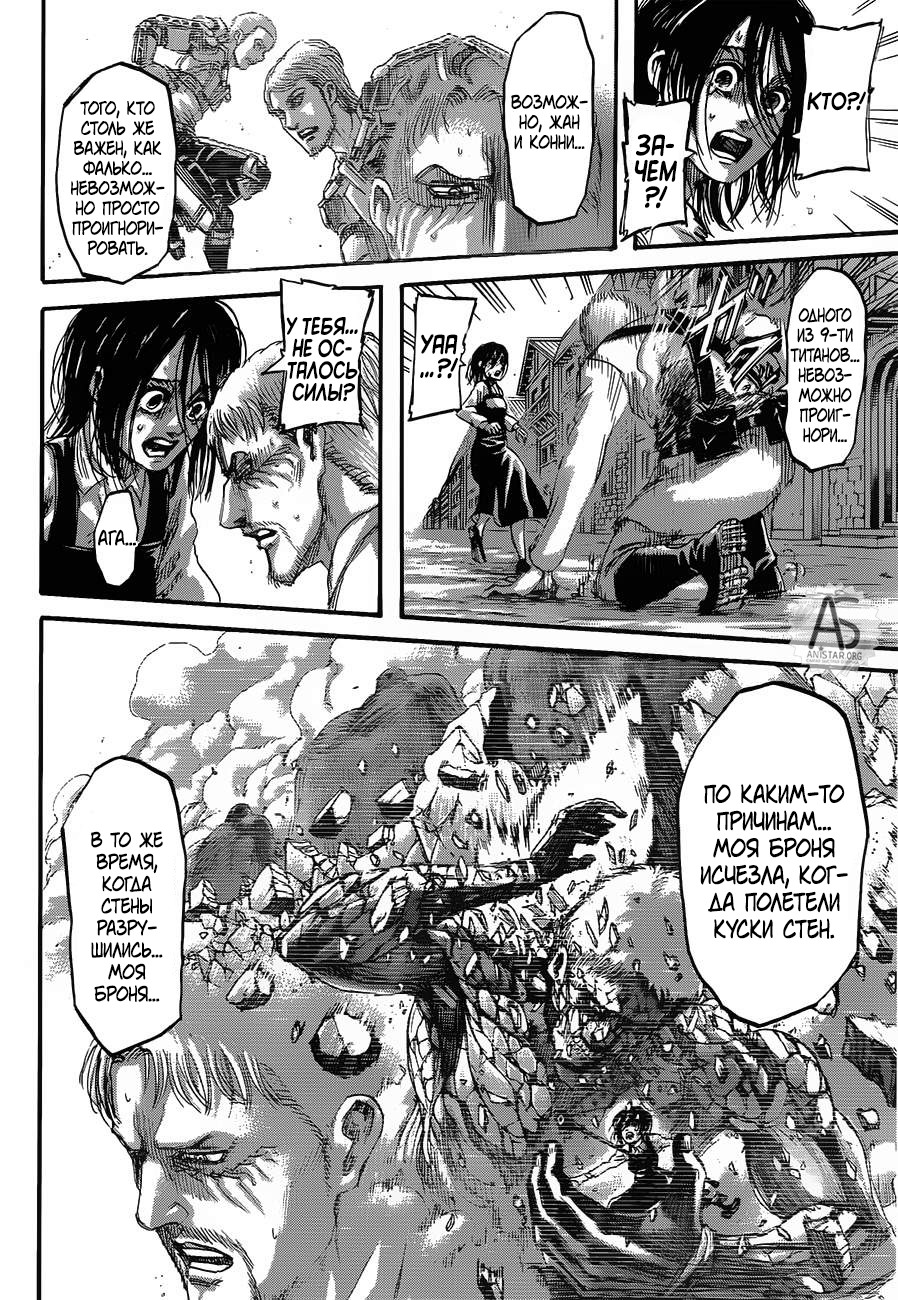 КТО?!
ЗА-
ЧЕМ
?!
ВОЗМОЖ-
НО, ЖАН
И КОННИ...
ТОГО, КТО
СТОЛЬ ЖЕ
ВАЖЕН, КАК
ФАЛЬКО...
НЕВОЗМОЖ-
НО ПРОСТО
ПРОИГНОРИ-
РОВАТЬ.
ОДНОГО
ИЗ 9-ТИ
ТИТАНОВ...
НЕВОЗ-
МОЖНО
ПРОИГ-
НОРИ...
УАА
...?!
У ТЕБЯ...
НЕ ОС-
ТАЛОСЬ
СИЛЫ?
АГА...
ANISTAR.ORG
ПО КАКИМ-ТО
ПРИЧИНАМ...
МОЯ БРОНЯ
ИСЧЕЗЛА, КОГ-
ДА ПОЛЕТЕЛИ
КУСКИ СТЕН.
В ТО ЖЕ
ВРЕМЯ,
КОГДА
СТЕНЫ
РАЗРУ-
ШИЛИСЬ...
МОЯ
БРОНЯ...